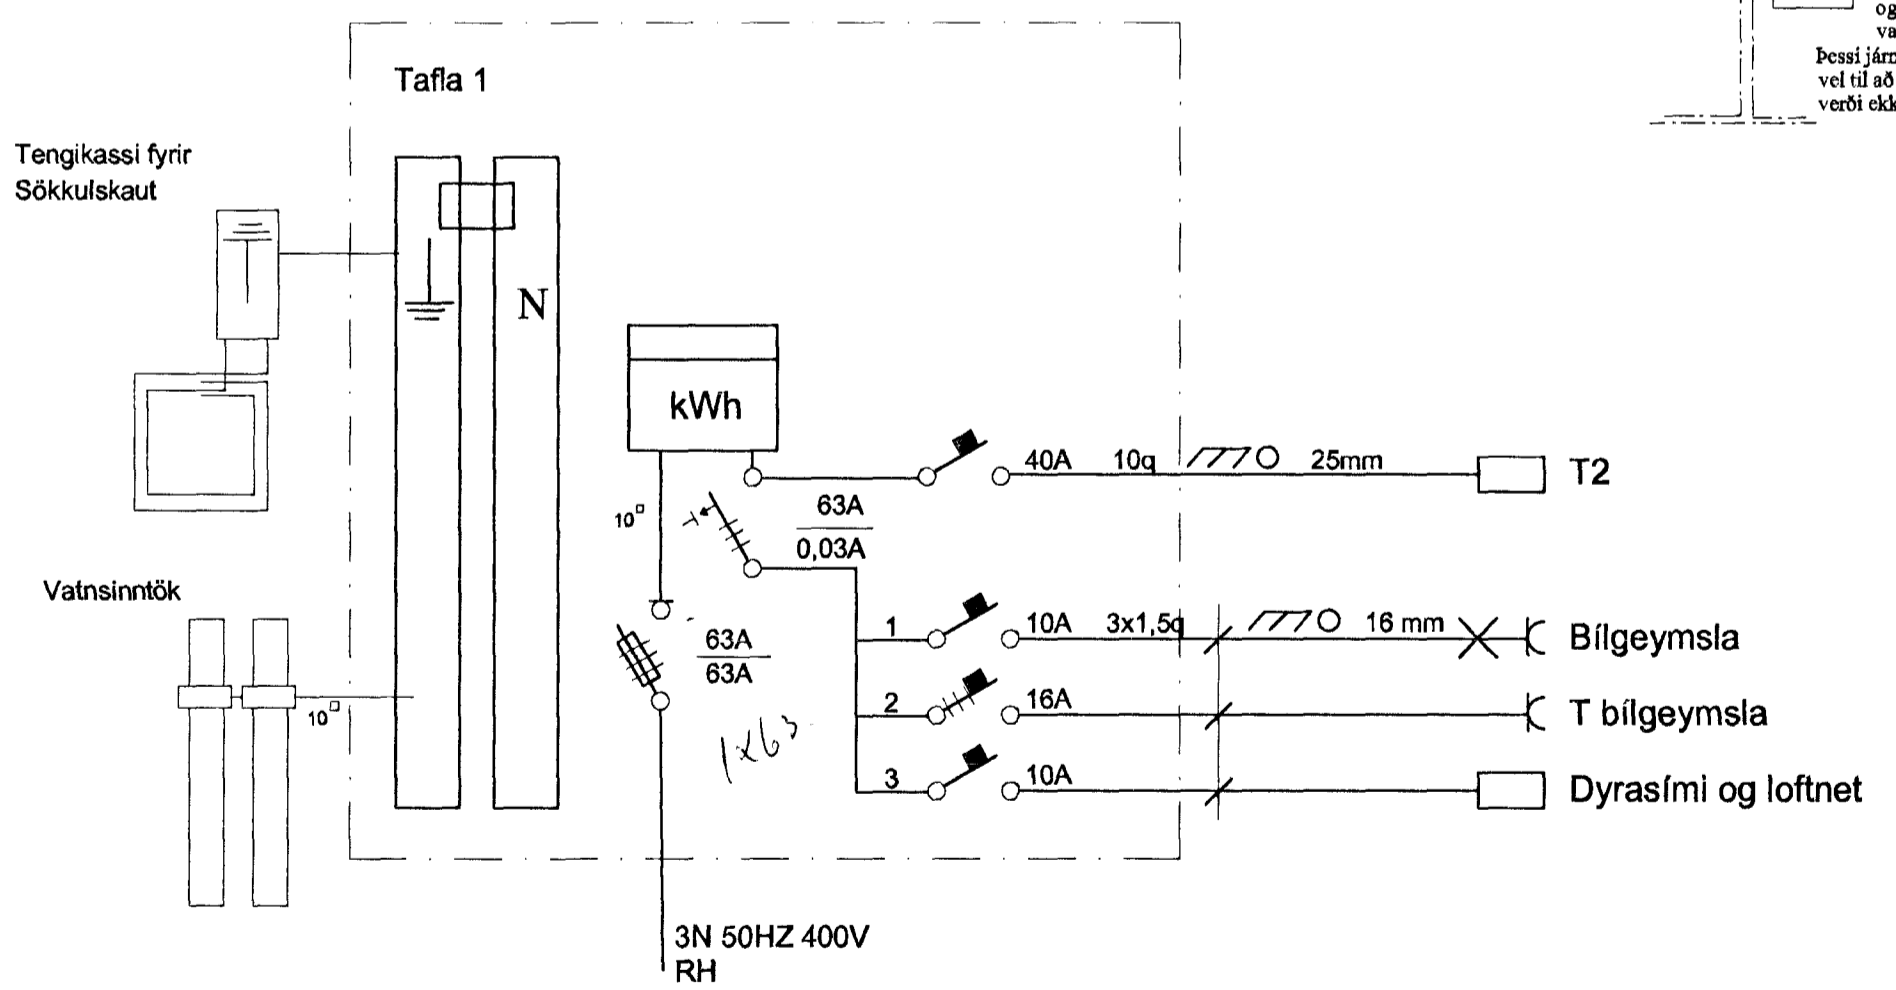 og
va
Þessi járn
vel til að
verði ekk
Tafla 1
Tengikassi fyrir
Sökkulskaut
N
kWh
40A 10q 25mm T2
10
63A
0,03A
Vatnsinntök
63A
63A
1x63
1 10A 3x1,5q 16 mm Bílgeymsla
2 16A T bílgeymsla
3 10A Dyrasími og loftnet
10
3N 50HZ 400V
RH